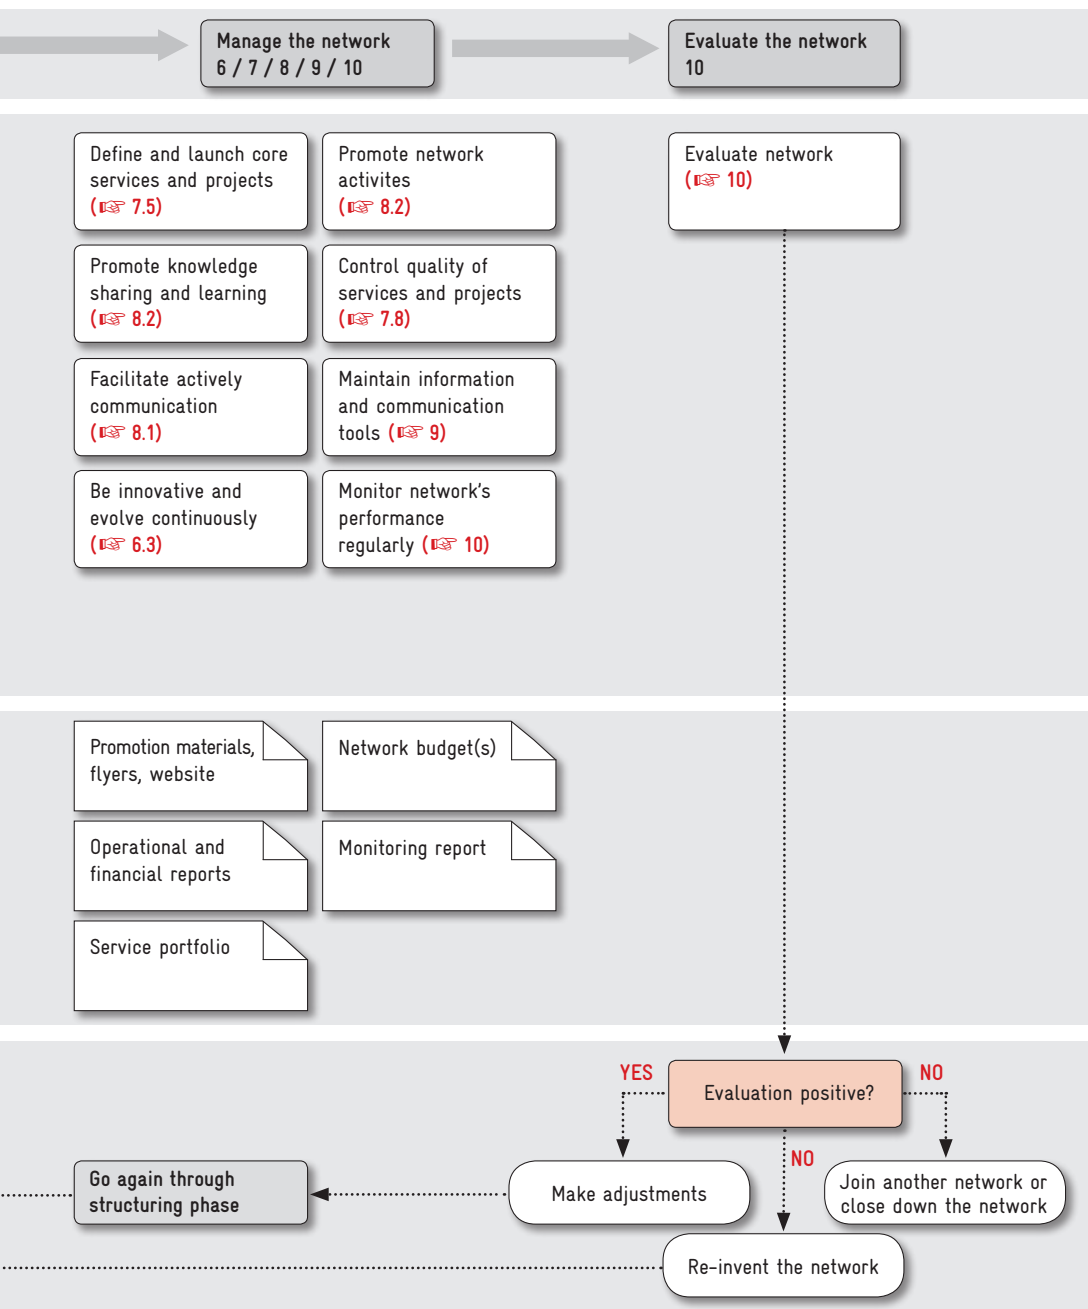 Manage the network
6 / 7 / 8 / 9 / 10
Evaluate the network
10
Define and launch core
services and projects
(☞ 7.5)
Promote network
activites
(☞ 8.2)
Evaluate network
(☞ 10)
Promote knowledge
sharing and learning
(☞ 8.2)
Control quality of
services and projects
(☞ 7.8)
Facilitate actively
communication
(☞ 8.1)
Maintain information
and communication
tools (☞ 9)
Be innovative and
evolve continuously
(☞ 6.3)
Monitor network's
performance
regularly (☞ 10)
Promotion materials,
flyers, website
Network budget(s)
Operational and
financial reports
Monitoring report
Service portfolio
YES
Evaluation positive?
NO
NO
Go again through
structuring phase
Make adjustments
Join another network or
close down the network
Re-invent the network